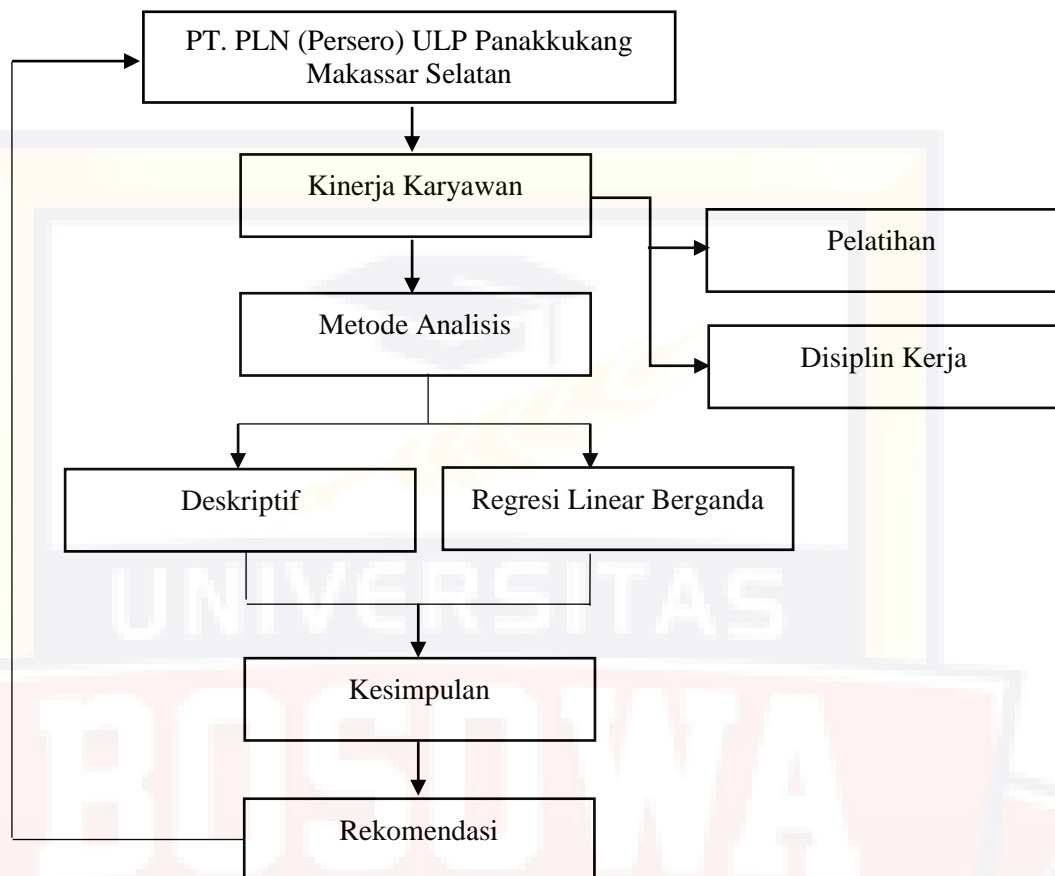 PT. PLN (Persero) ULP Panakkukang
Makassar Selatan
Kinerja Karyawan
Pelatihan
Metode Analisis
Disiplin Kerja
Deskriptif
Regresi Linear Berganda
UNIVERSITAS
Kesimpulan
BOSOWA
Rekomendasi